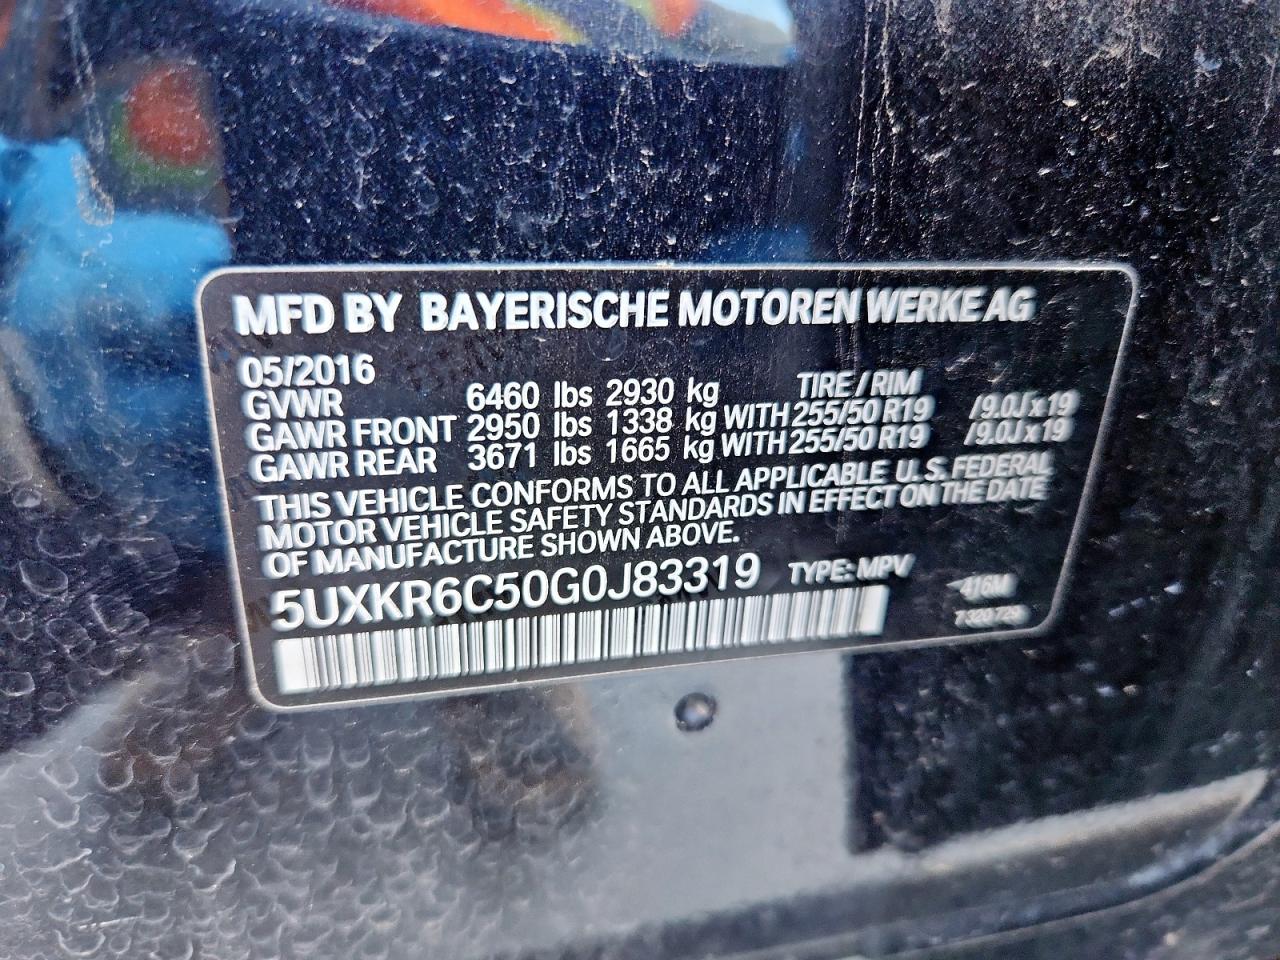 MFD BY BAYERISCHE MOTOREN WERKE AG
05/2016
GVWR 6460 lbs 2930 kg TIRE / RIM
GAWR FRONT 2950 lbs 1338 kg WITH 255/50 R19 /9.0J x 19
GAWR REAR 3671 lbs 1665 kg WITH 255/50 R19 /9.0J x 19
THIS VEHICLE CONFORMS TO ALL APPLICABLE U.S. FEDERAL
MOTOR VEHICLE SAFETY STANDARDS IN EFFECT ON THE DATE
OF MANUFACTURE SHOWN ABOVE.
5UXKR6C50G0J83319 TYPE: MPV
416M